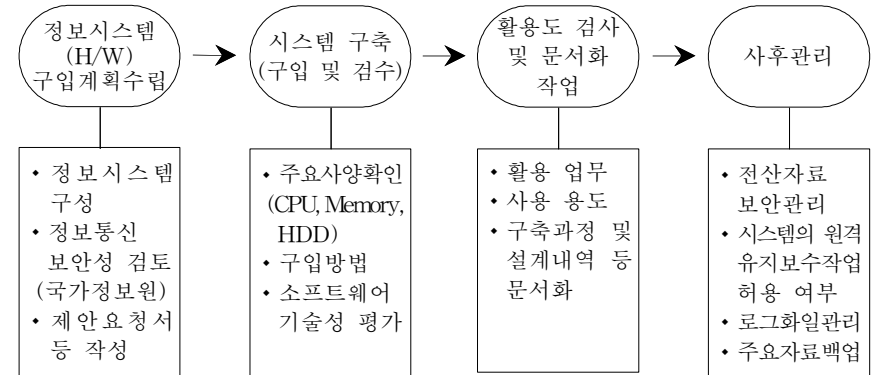 정보시스템
(H/W)
구입계획수립
시스템 구축
(구입 및 검수)
활용도 검사
및 문서화
작업
사후관리
• 정보시스템
구성
• 정보통신
보안성 검토
(국가정보원)
• 제안요청서
등 작성
• 주요사양확인
(CPU, Memory,
HDD)
• 구입방법
• 소프트웨어
기술성 평가
• 활용 업무
• 사용 용도
• 구축과정 및
설계내역 등
문서화
• 전산자료
보안관리
• 시스템의 원격
유지보수작업
허용 여부
• 로그화일관리
• 주요자료백업